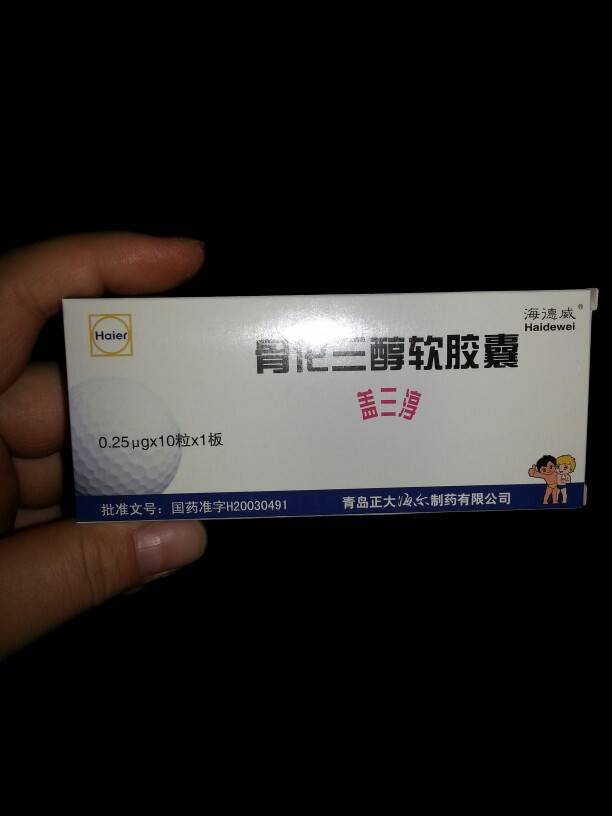 Haier
海德威®
Haidewei
骨化三醇软胶囊
盖三淳
0.25μgx10粒x1板
批准文号：国药准字H20030491
青岛正大海尔制药有限公司